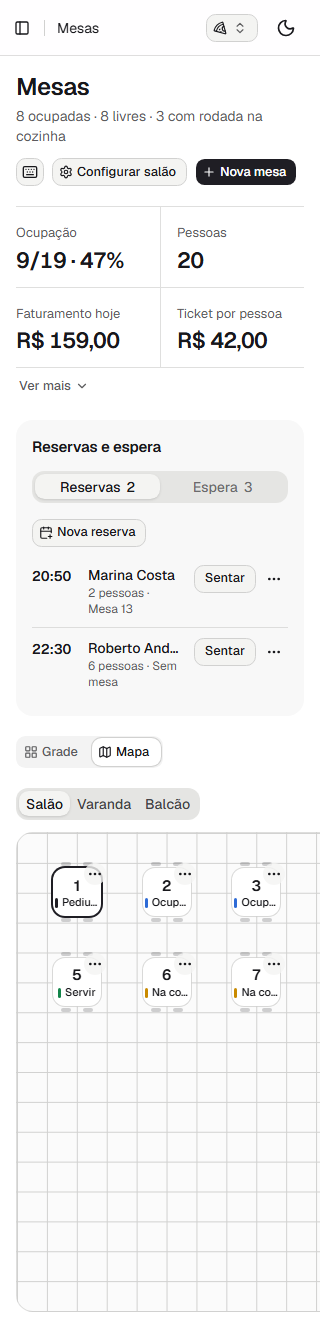 Mesas
Mesas
8 ocupadas · 8 livres · 3 com rodada na
cozinha
Configurar salão
Nova mesa
Ocupação
9/19 · 47%
Pessoas
20
Faturamento hoje
R$ 159,00
Ticket por pessoa
R$ 42,00
Ver mais
Reservas e espera
Reservas 2
Espera 3
Nova reserva
20:50
Marina Costa
2 pessoas ·
Mesa 13
Sentar
22:30
Roberto And...
6 pessoas · Sem
mesa
Sentar
Grade
Mapa
Salão
Varanda
Balcão
1
Pediu...
2
Ocup...
3
Ocup...
5
Servir
6
Na co...
7
Na co...